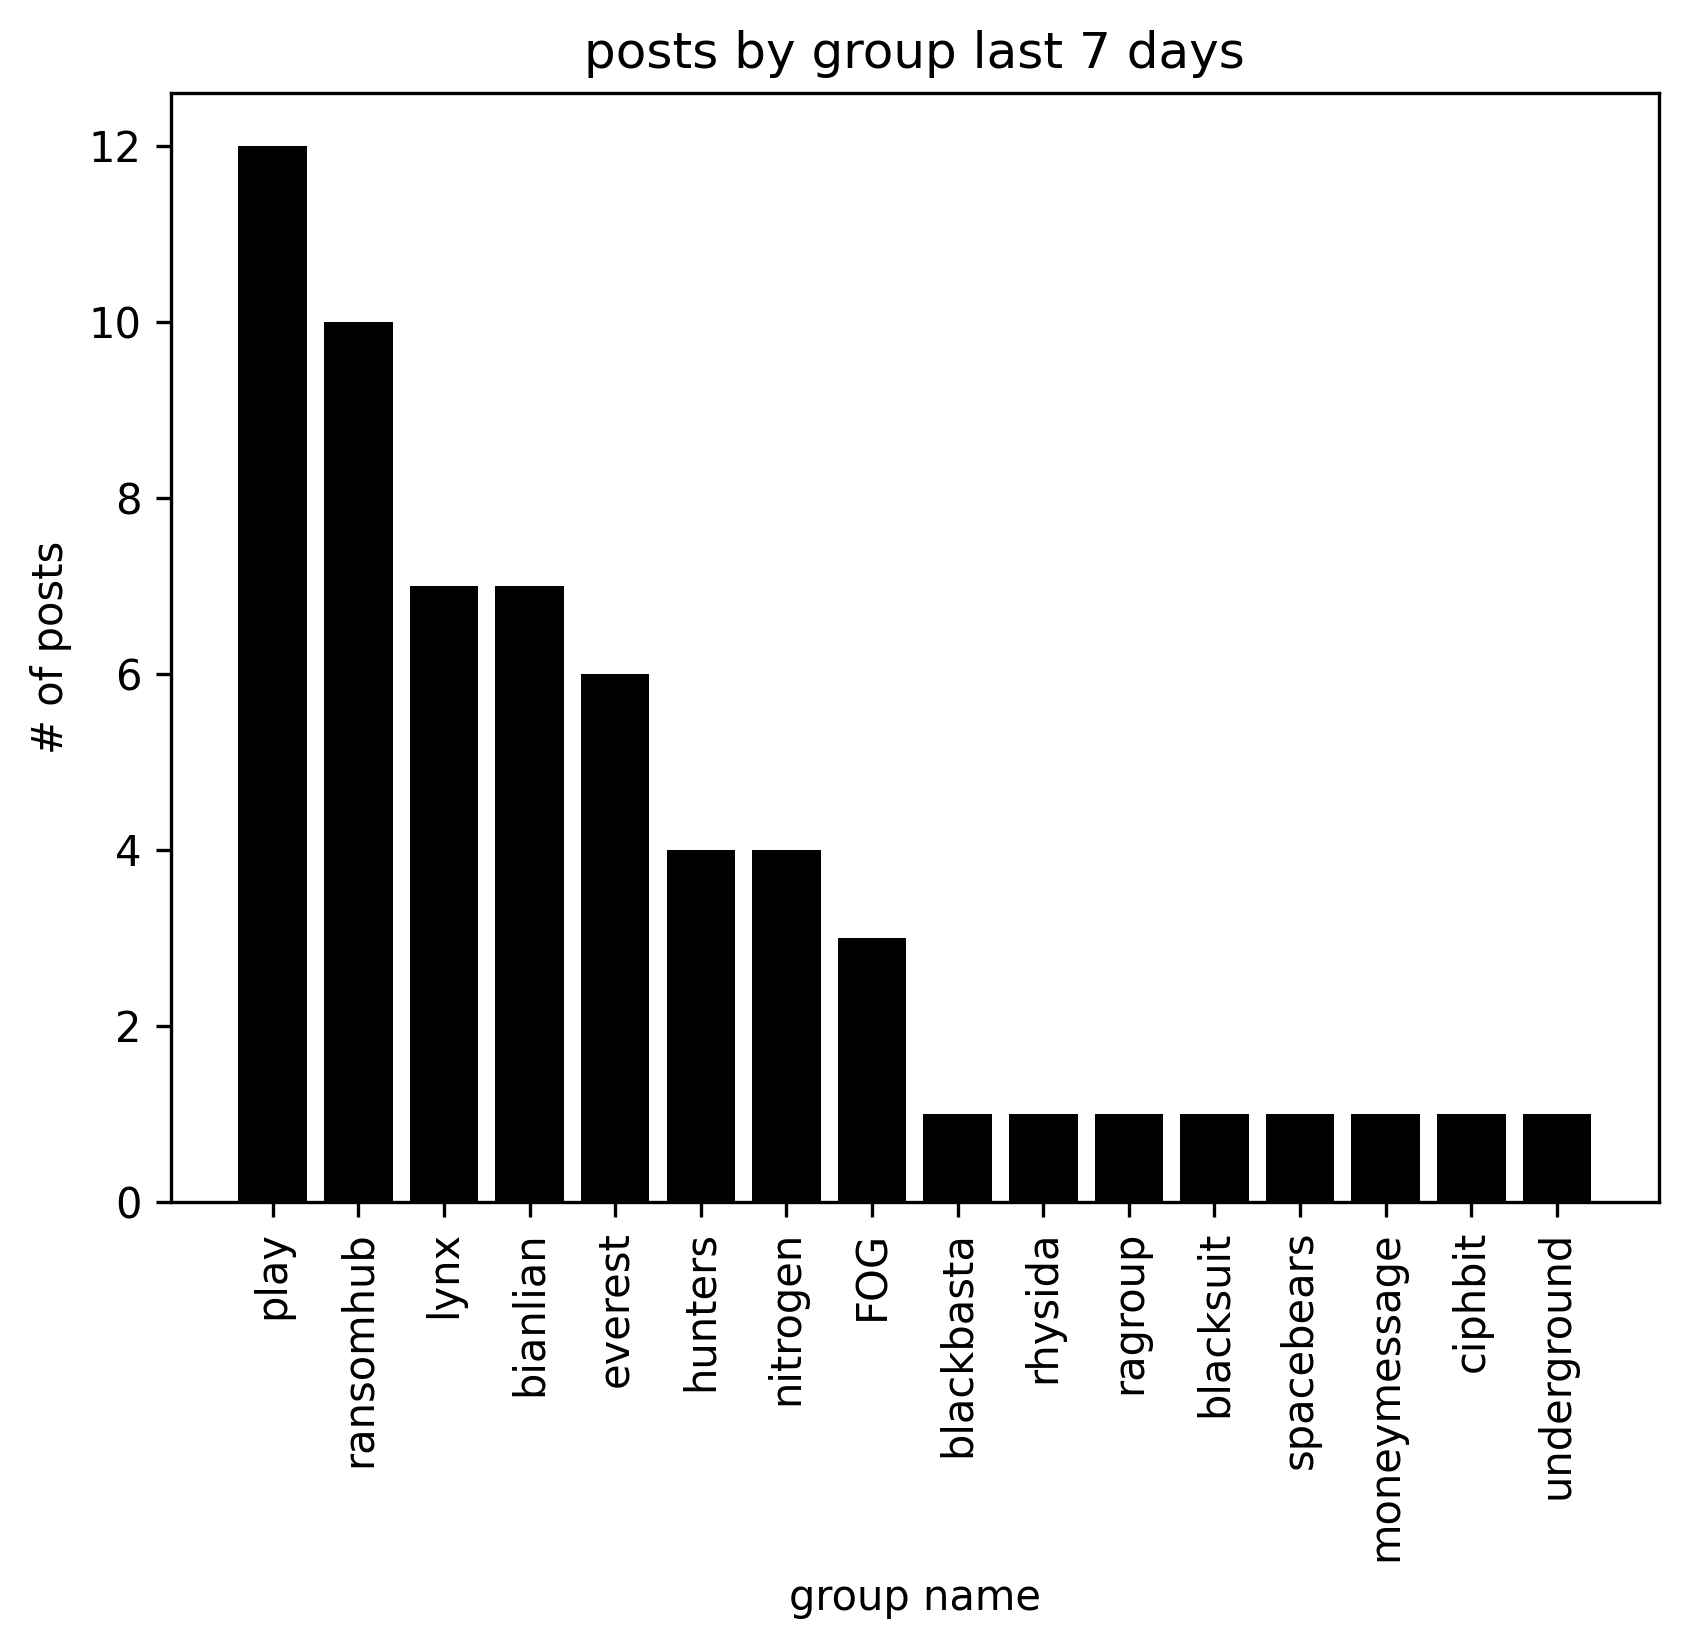 posts by group last 7 days
# of posts
12
10
8
6
4
2
0
play
ransomhub
lynx
bianlian
everest
hunters
nitrogen
FOG
blackbasta
rhysida
ragroup
blacksuit
spacebears
moneymessage
ciphbit
underground
group name